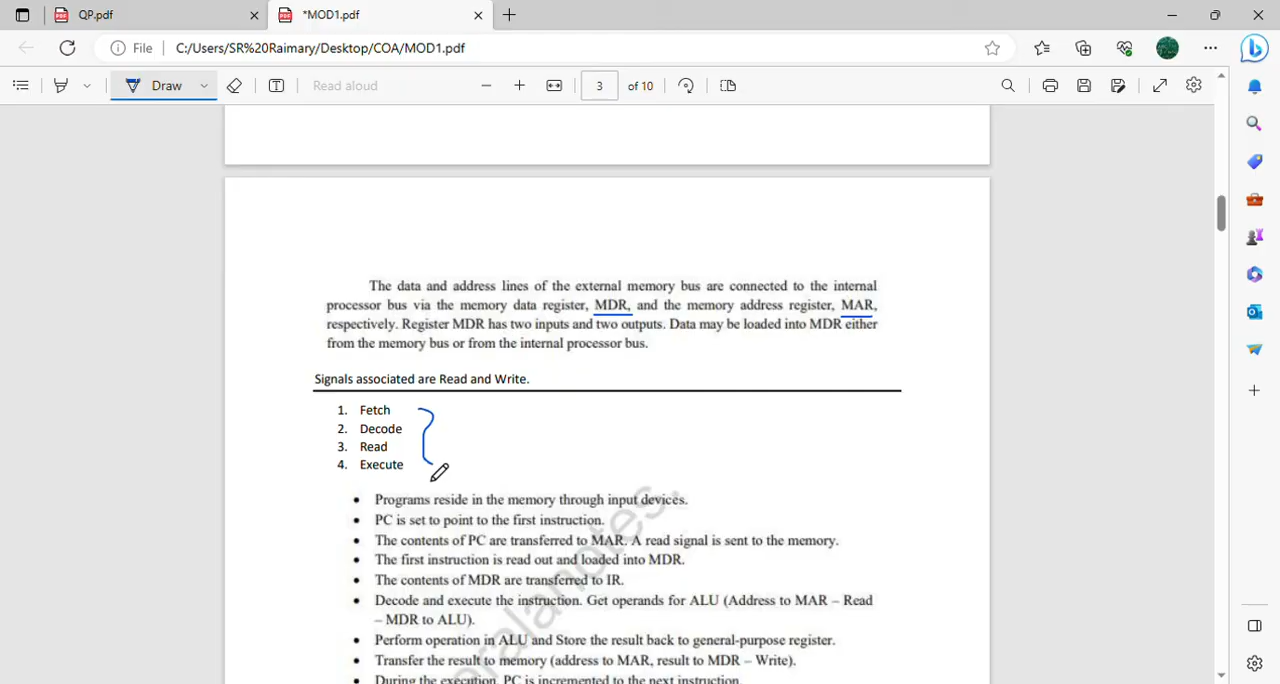 QP.pdf
*MOD1.pdf
File C:/Users/SR%20Raimary/Desktop/COA/MOD1.pdf
Draw
Read aloud
3 of 10
The data and address lines of the external memory bus are connected to the internal
processor bus via the memory data register, MDR, and the memory address register, MAR,
respectively. Register MDR has two inputs and two outputs. Data may be loaded into MDR either
from the memory bus or from the internal processor bus.
Signals associated are Read and Write.
1. Fetch
2. Decode
3. Read
4. Execute
• Programs reside in the memory through input devices.
• PC is set to point to the first instruction.
• The contents of PC are transferred to MAR. A read signal is sent to the memory.
• The first instruction is read out and loaded into MDR.
• The contents of MDR are transferred to IR.
• Decode and execute the instruction. Get operands for ALU (Address to MAR – Read
– MDR to ALU).
• Perform operation in ALU and Store the result back to general-purpose register.
• Transfer the result to memory (address to MAR, result to MDR – Write).
• During the execution, PC is incremented to the next instruction.